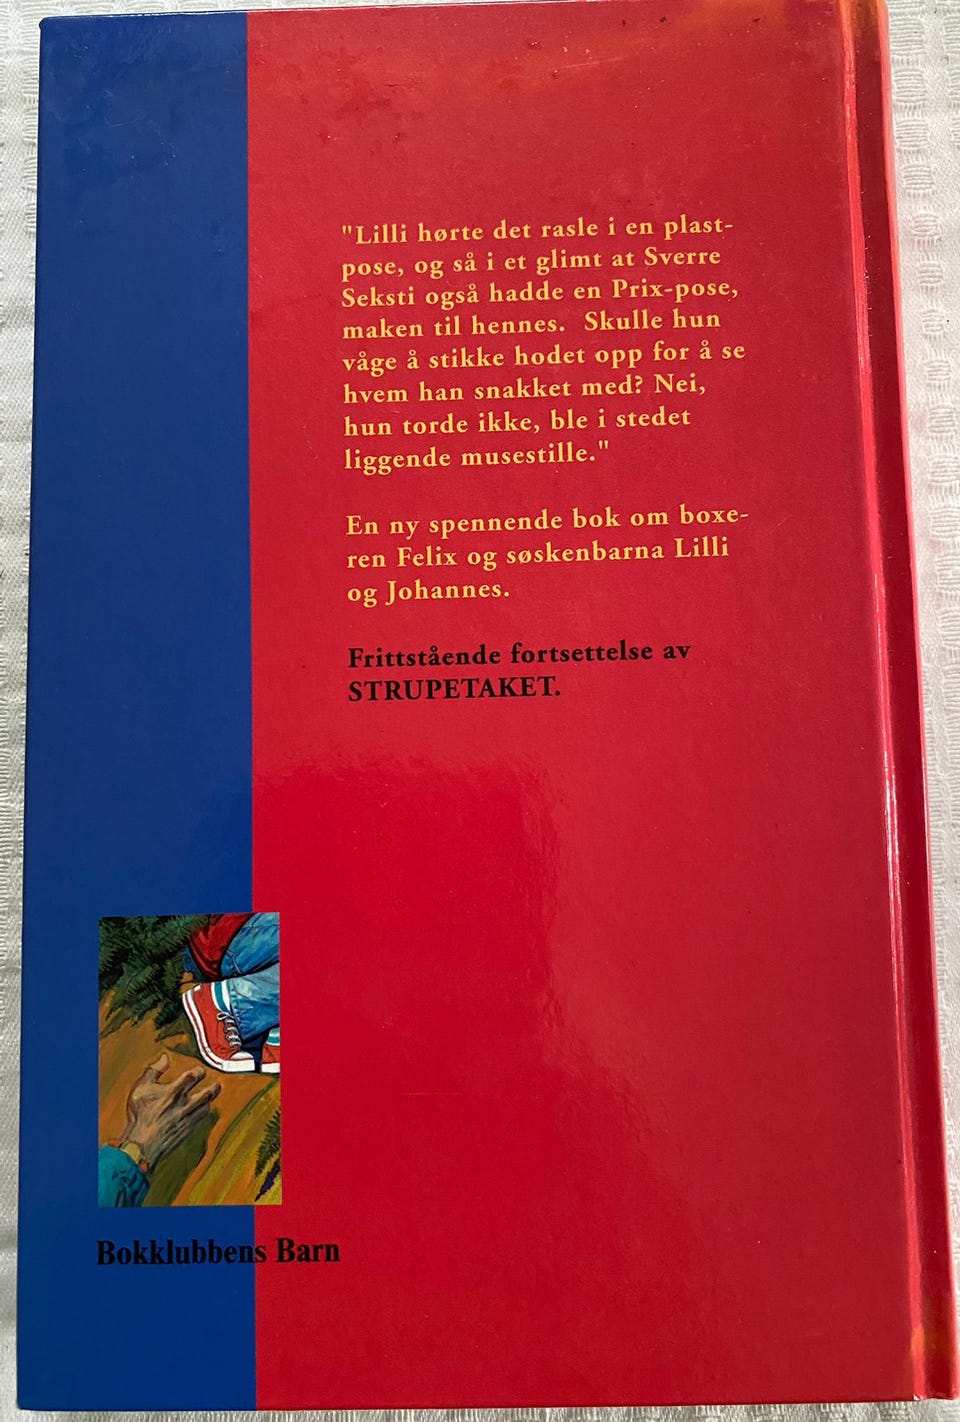 "Lilli hørte det rasle i en plast-
pose, og så i et glimt at Sverre
Seksti også hadde en Prix-pose,
maken til hennes. Skulle hun
våge å stikke hodet opp for å se
hvem han snakket med? Nei,
hun torde ikke, ble i stedet
liggende musestille."
En ny spennende bok om boxe-
ren Felix og søskenbarna Lilli
og Johannes.
Frittstående fortsettelse av
STRUPETAKET.
Bokklubbens Barn